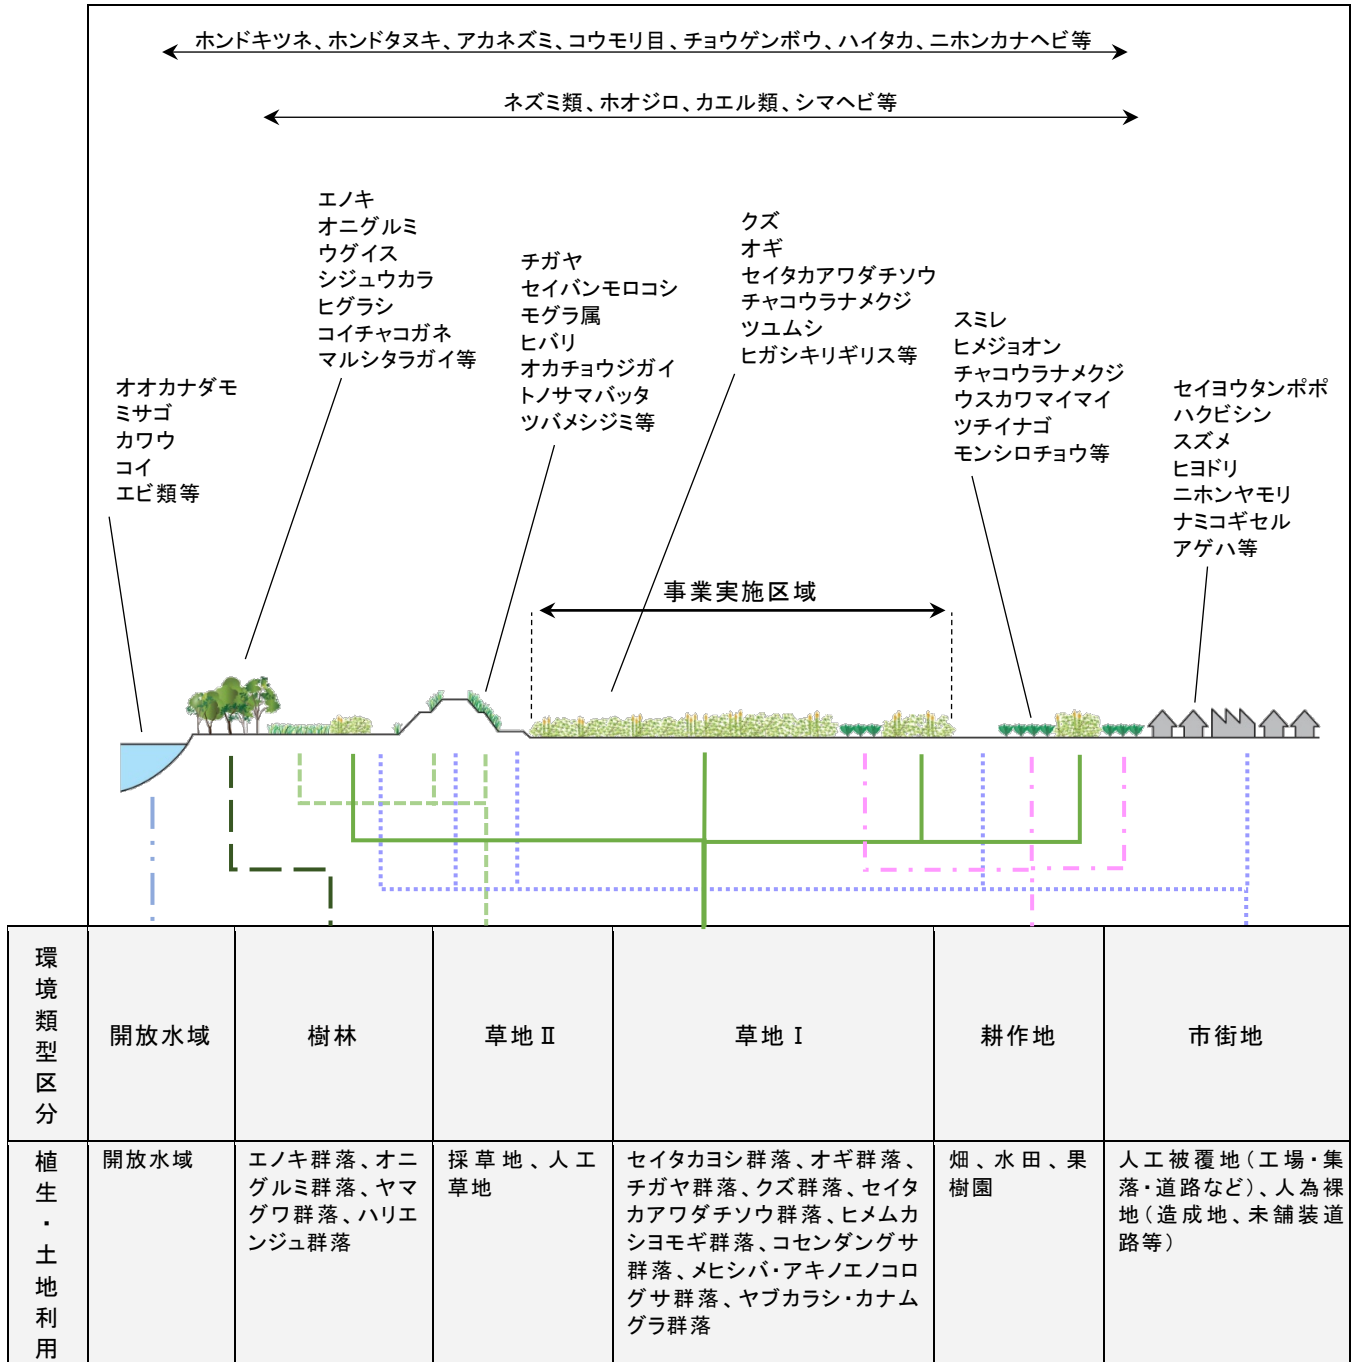 ホンドキツネ、ホンドタヌキ、アカネズミ、コウモリ目、チョウゲンボウ、ハイタカ、ニホンカナヘビ等
ネズミ類、ホオジロ、カエル類、シマヘビ等
エノキ
オニグルミ
ウグイス
シジュウカラ
ヒグラシ
コイチャコガネ
マルシタラガイ等
クズ
オギ
セイタカアワダチソウ
チャコウラナメクジ
ツユムシ
ヒガシキリギリス等
チガヤ
セイバンモロコシ
モグラ属
ヒバリ
オカチョウジガイ
トノサマバッタ
ツバメシジミ等
スミレ
ヒメジョオン
チャコウラナメクジ
ウスカワマイマイ
ツチイナゴ
モンシロチョウ等
オオカナダモ
ミサゴ
カワウ
コイ
エビ類等
セイヨウタンポポ
ハクビシン
スズメ
ヒヨドリ
ニホンヤモリ
ナミコギセル
アゲハ等
事業実施区域
環境類型区分
開放水域
樹林
草地Ⅱ
草地Ⅰ
耕作地
市街地
植生・土地利用
開放水域
エノキ群落、オニ
グルミ群落、ヤマ
グワ群落、ハリエ
ンジュ群落
採草地、人工
草地
セイタカヨシ群落、オギ群落、
チガヤ群落、クズ群落、セイタ
カアワダチソウ群落、ヒメムカ
シヨモギ群落、コセンダングサ
群落、メヒシバ・アキノエノコロ
グサ群落、ヤブカラシ・カナム
グラ群落
畑、水田、果
樹園
人工被覆地（工場・集
落・道路など）、人為裸
地（造成地、未舗装道
路等）